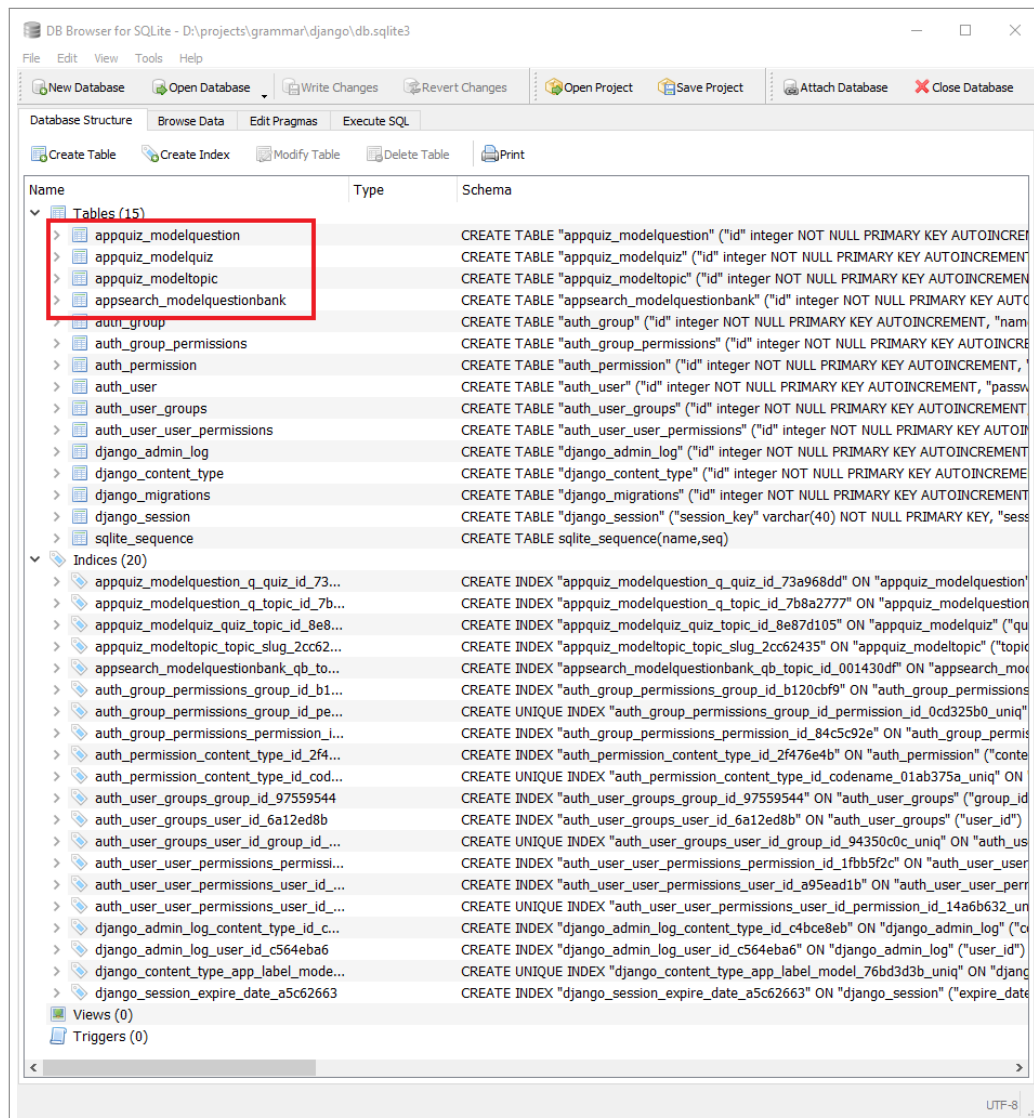 DB Browser for SQLite - D:\projects\grammar\django\db.sqlite3
File Edit View Tools Help
New Database Open Database Write Changes Revert Changes Open Project Save Project Attach Database Close Database
Database Structure Browse Data Edit Pragmas Execute SQL
Create Table Create Index Modify Table Delete Table Print
Name Type Schema
Tables (15)
appquiz_modelquestion CREATE TABLE "appquiz_modelquestion" ("id" integer NOT NULL PRIMARY KEY AUTOINCREM
appquiz_modelquiz CREATE TABLE "appquiz_modelquiz" ("id" integer NOT NULL PRIMARY KEY AUTOINCREMENT
appquiz_modeltopic CREATE TABLE "appquiz_modeltopic" ("id" integer NOT NULL PRIMARY KEY AUTOINCREMEN
appsearch_modelquestionbank CREATE TABLE "appsearch_modelquestionbank" ("id" integer NOT NULL PRIMARY KEY AUTO
auth_group CREATE TABLE "auth_group" ("id" integer NOT NULL PRIMARY KEY AUTOINCREMENT, "nam
auth_group_permissions CREATE TABLE "auth_group_permissions" ("id" integer NOT NULL PRIMARY KEY AUTOINCRE
auth_permission CREATE TABLE "auth_permission" ("id" integer NOT NULL PRIMARY KEY AUTOINCREMENT, "
auth_user CREATE TABLE "auth_user" ("id" integer NOT NULL PRIMARY KEY AUTOINCREMENT, "passw
auth_user_groups CREATE TABLE "auth_user_groups" ("id" integer NOT NULL PRIMARY KEY AUTOINCREMENT
auth_user_user_permissions CREATE TABLE "auth_user_user_permissions" ("id" integer NOT NULL PRIMARY KEY AUTOIN
django_admin_log CREATE TABLE "django_admin_log" ("id" integer NOT NULL PRIMARY KEY AUTOINCREMENT
django_content_type CREATE TABLE "django_content_type" ("id" integer NOT NULL PRIMARY KEY AUTOINCREME
django_migrations CREATE TABLE "django_migrations" ("id" integer NOT NULL PRIMARY KEY AUTOINCREMENT
django_session CREATE TABLE "django_session" ("session_key" varchar(40) NOT NULL PRIMARY KEY, "sess
sqlite_sequence CREATE TABLE sqlite_sequence(name,seq)
Indices (20)
appquiz_modelquestion_q_quiz_id_73... CREATE INDEX "appquiz_modelquestion_q_quiz_id_73a968dd" ON "appquiz_modelquestion"
appquiz_modelquestion_q_topic_id_7b... CREATE INDEX "appquiz_modelquestion_q_topic_id_7b8a2777" ON "appquiz_modelquestion
appquiz_modelquiz_quiz_topic_id_8e8... CREATE INDEX "appquiz_modelquiz_quiz_topic_id_8e87d105" ON "appquiz_modelquiz" ("qu
appquiz_modeltopic_topic_slug_2cc62... CREATE INDEX "appquiz_modeltopic_topic_slug_2cc62435" ON "appquiz_modeltopic" ("topic
appsearch_modelquestionbank_qb_to... CREATE INDEX "appsearch_modelquestionbank_qb_topic_id_001430df" ON "appsearch_mod
auth_group_permissions_group_id_b1... CREATE INDEX "auth_group_permissions_group_id_b120cbf9" ON "auth_group_permissions
auth_group_permissions_group_id_pe... CREATE UNIQUE INDEX "auth_group_permissions_group_id_permission_id_0cd325b0_uniq"
auth_group_permissions_permission_i... CREATE INDEX "auth_group_permissions_permission_id_84c5c92e" ON "auth_group_permis
auth_permission_content_type_id_2f4... CREATE INDEX "auth_permission_content_type_id_2f476e4b" ON "auth_permission" ("conte
auth_permission_content_type_id_cod... CREATE UNIQUE INDEX "auth_permission_content_type_id_codename_01ab375a_uniq" ON
auth_user_groups_group_id_97559544 CREATE INDEX "auth_user_groups_group_id_97559544" ON "auth_user_groups" ("group_id
auth_user_groups_user_id_6a12ed8b CREATE INDEX "auth_user_groups_user_id_6a12ed8b" ON "auth_user_groups" ("user_id")
auth_user_groups_user_id_group_id_... CREATE UNIQUE INDEX "auth_user_groups_user_id_group_id_94350c0c_uniq" ON "auth_us
auth_user_user_permissions_permissi... CREATE INDEX "auth_user_user_permissions_permission_id_1fbb5f2c" ON "auth_user_user
auth_user_user_permissions_user_id_... CREATE INDEX "auth_user_user_permissions_user_id_a95ead1b" ON "auth_user_user_perm
auth_user_user_permissions_user_id_... CREATE UNIQUE INDEX "auth_user_user_permissions_user_id_permission_id_14a6b632_un
django_admin_log_content_type_id_c... CREATE INDEX "django_admin_log_content_type_id_c4bce8eb" ON "django_admin_log" ("co
django_admin_log_user_id_c564eba6 CREATE INDEX "django_admin_log_user_id_c564eba6" ON "django_admin_log" ("user_id")
django_content_type_app_label_mode... CREATE UNIQUE INDEX "django_content_type_app_label_model_76bd3d3b_uniq" ON "djang
django_session_expire_date_a5c62663 CREATE INDEX "django_session_expire_date_a5c62663" ON "django_session" ("expire_date
Views (0)
Triggers (0)
UTF-8